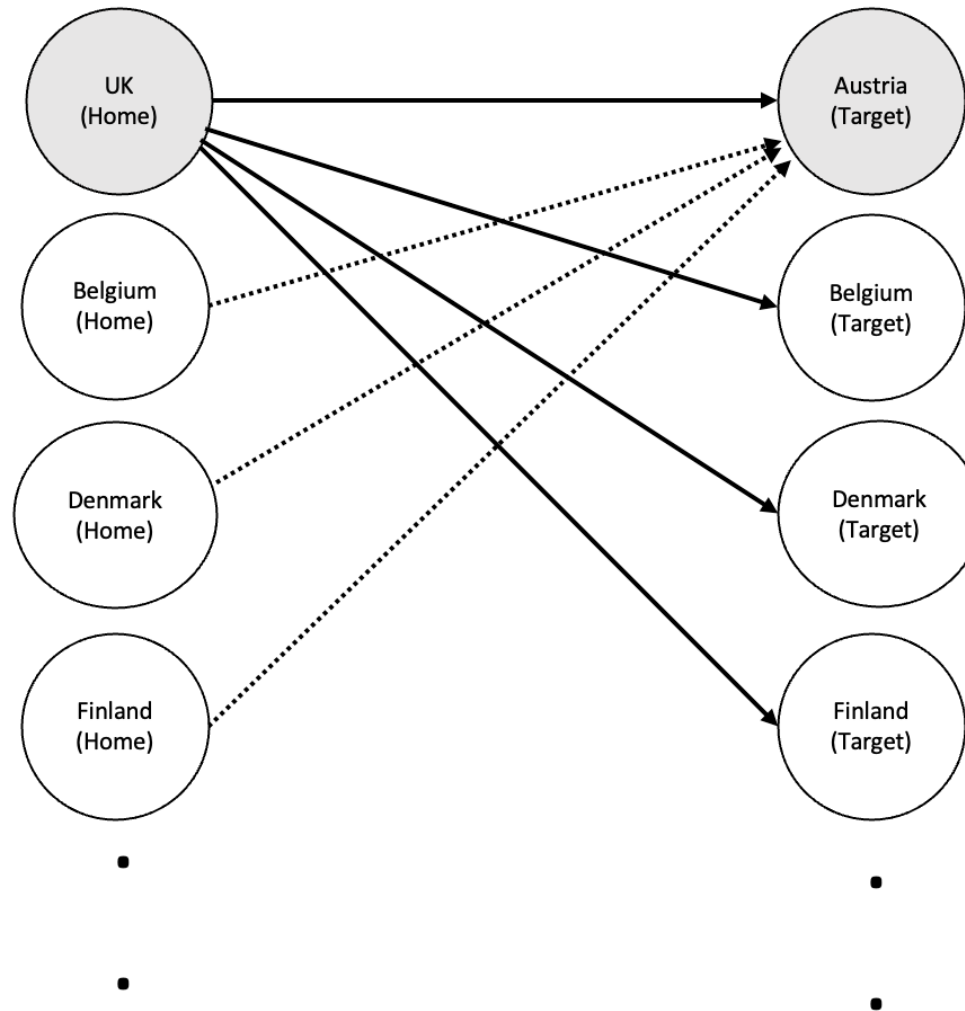 UK
(Home)
Austria
(Target)
Belgium
(Home)
Belgium
(Target)
Denmark
(Home)
Denmark
(Target)
Finland
(Home)
Finland
(Target)